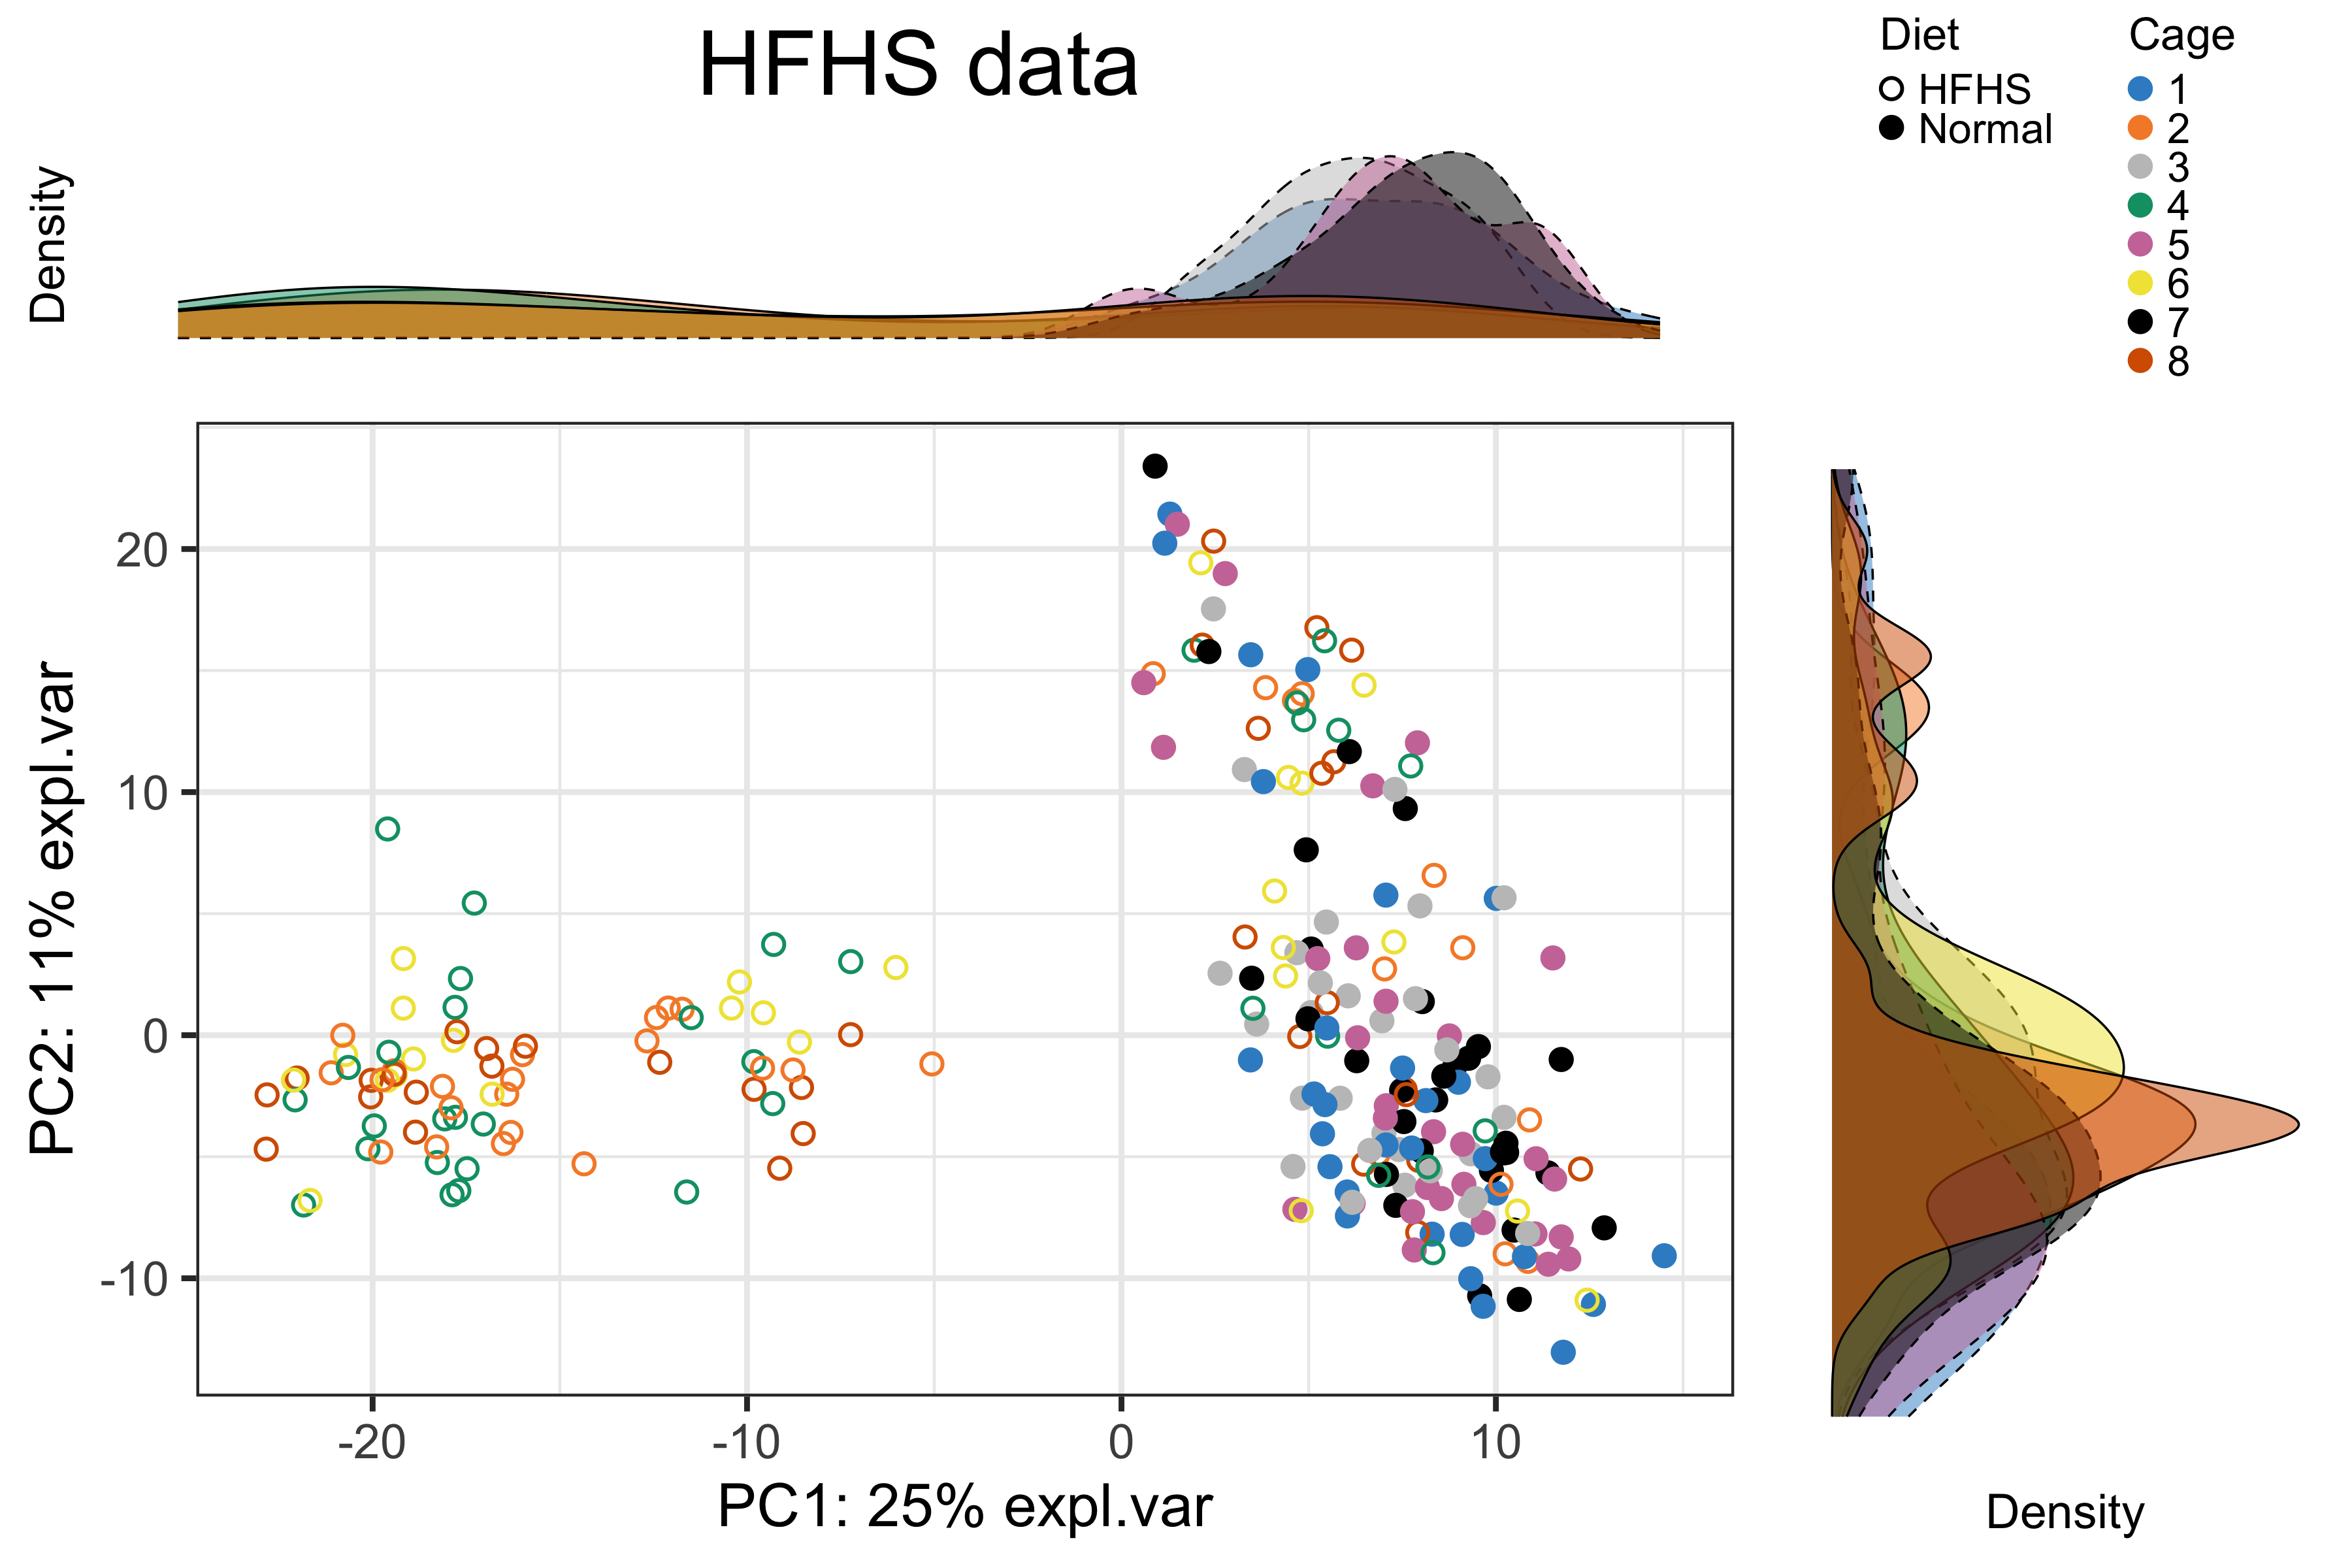 HFHS data
Diet
HFHS
Normal
Cage
1
2
3
4
5
6
7
8
Density
PC2: 11% expl.var
20
10
0
-10
-20
-10
0
10
PC1: 25% expl.var
Density